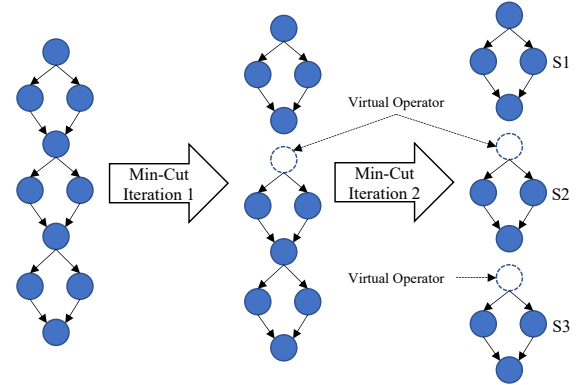 S1
Virtual Operator
Min-Cut
Iteration 1
Min-Cut
Iteration 2
S2
Virtual Operator
S3